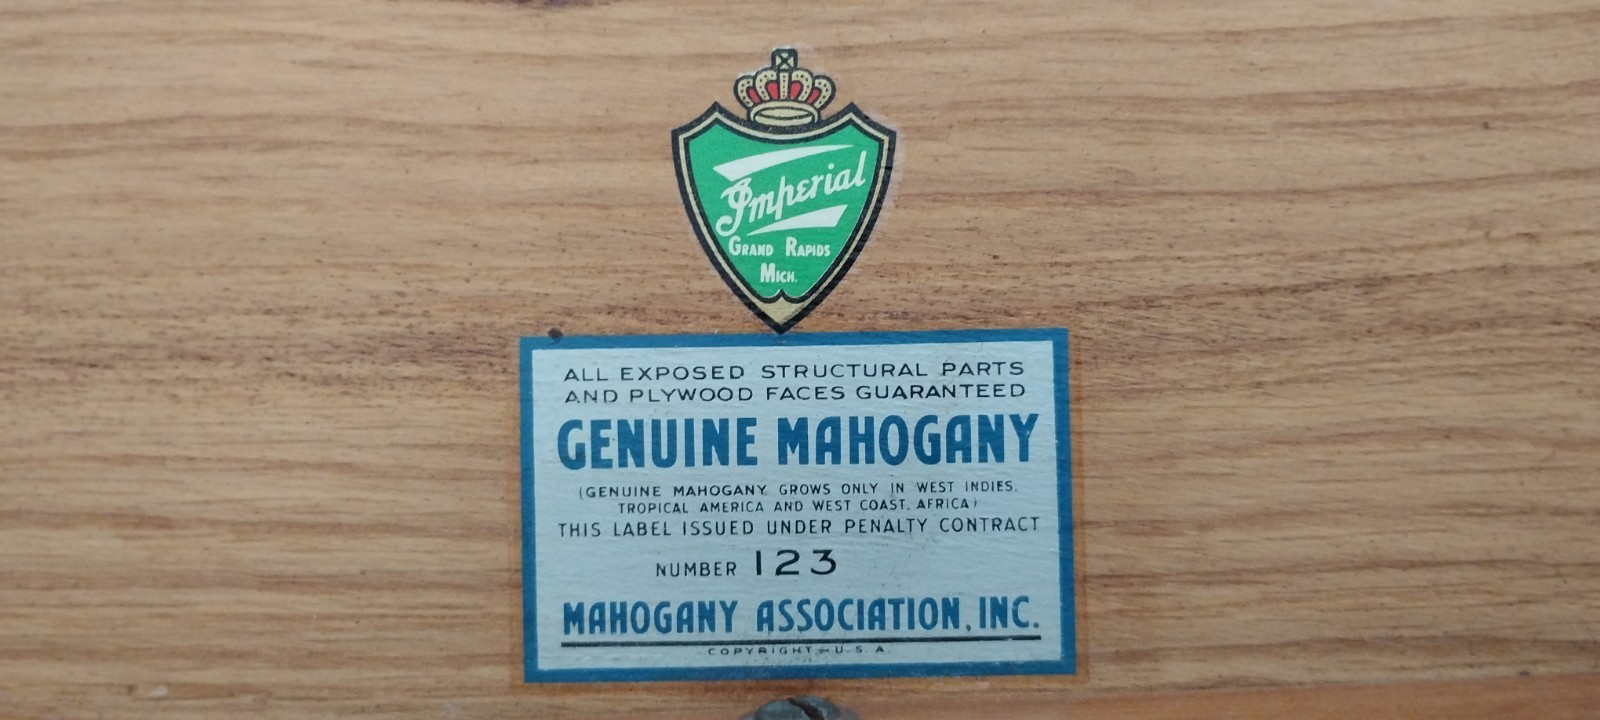 Imperial
GRAND RAPIDS
MICH.
ALL EXPOSED STRUCTURAL PARTS
AND PLYWOOD FACES GUARANTEED
GENUINE MAHOGANY
(GENUINE MAHOGANY GROWS ONLY IN WEST INDIES,
TROPICAL AMERICA AND WEST COAST, AFRICA)
THIS LABEL ISSUED UNDER PENALTY CONTRACT
NUMBER 123
MAHOGANY ASSOCIATION, INC.
COPYRIGHT – U.S.A.